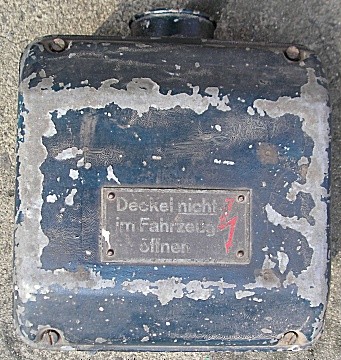 Deckel nicht
im Fahrzeug
öffnen